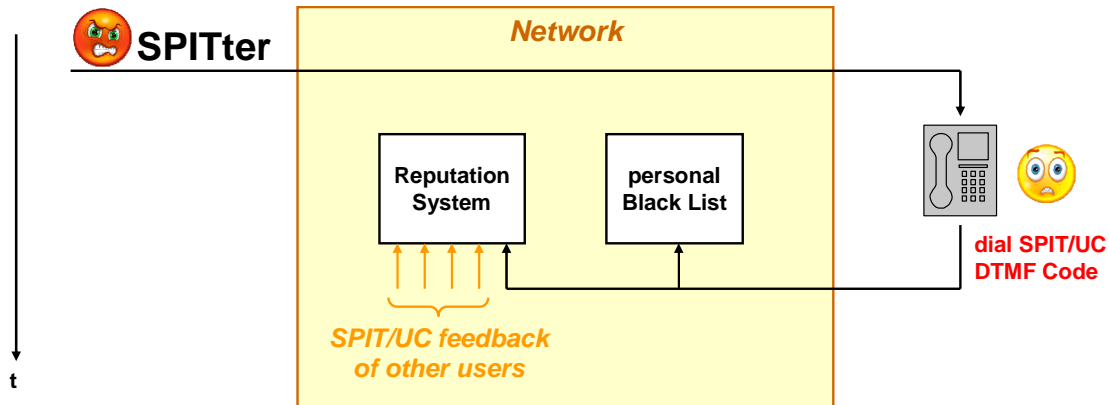 Network
SPITter
Reputation
System
personal
Black List
dial SPIT/UC
DTMF Code
SPIT/UC feedback
of other users
t